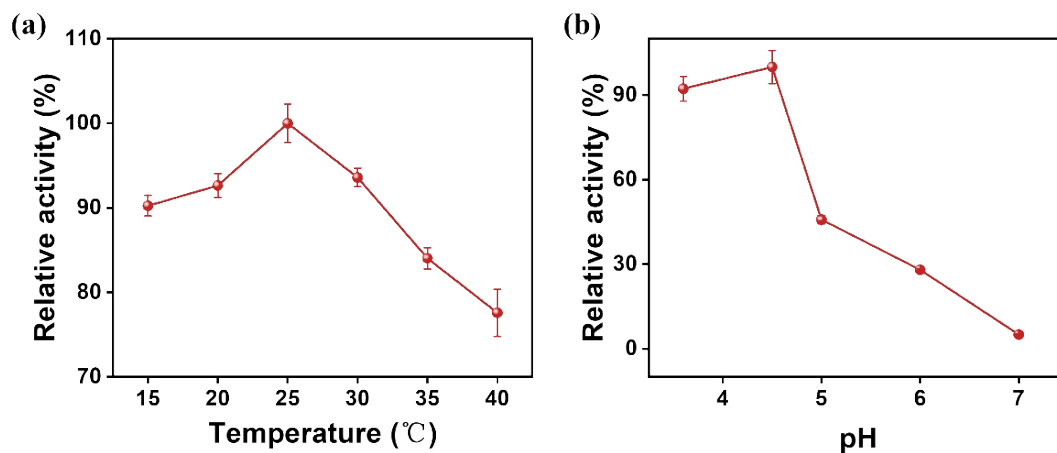 (a)
110
100
90
80
70
Relative activity (%)
15 20 25 30 35 40
Temperature (℃)
(b)
90
60
30
0
Relative activity (%)
4 5 6 7
pH